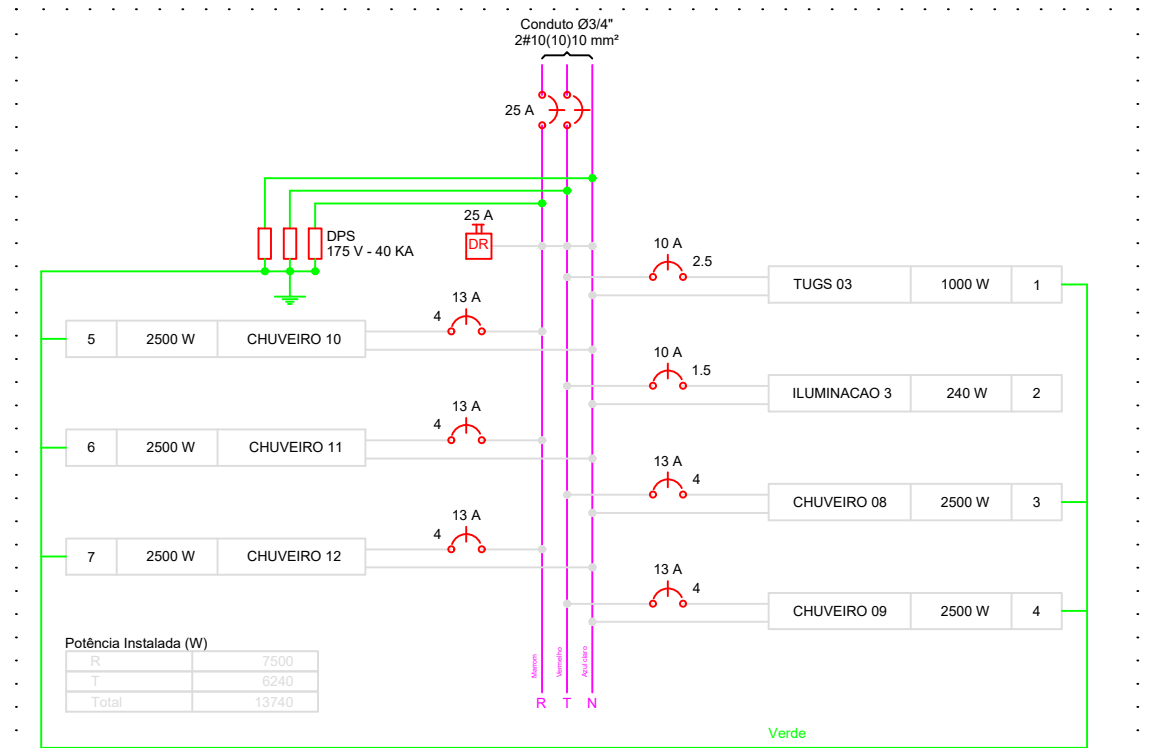 Conduto Ø3/4"
2#10(10)10 mm²
25 A
25 A
DR
DPS
175 V - 40 KA
10 A
2.5
TUGS 03 1000 W 1
13 A
4
5 2500 W CHUVEIRO 10
10 A
1.5
ILUMINACAO 3 240 W 2
13 A
4
6 2500 W CHUVEIRO 11
13 A
4
CHUVEIRO 08 2500 W 3
13 A
4
7 2500 W CHUVEIRO 12
13 A
4
CHUVEIRO 09 2500 W 4
Potência Instalada (W)
R 7500
T 6240
Total 13740
Marrom
Vermelho
Azul claro
R T N
Verde